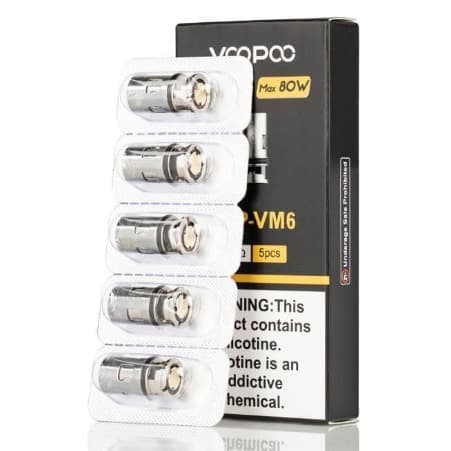 VOOPOO
Max 80W
P-VM6
Ω 5pcs
NING:This
ct contains
icotine.
otine is an
ddictive
hemical.
Underage Sale Prohibited